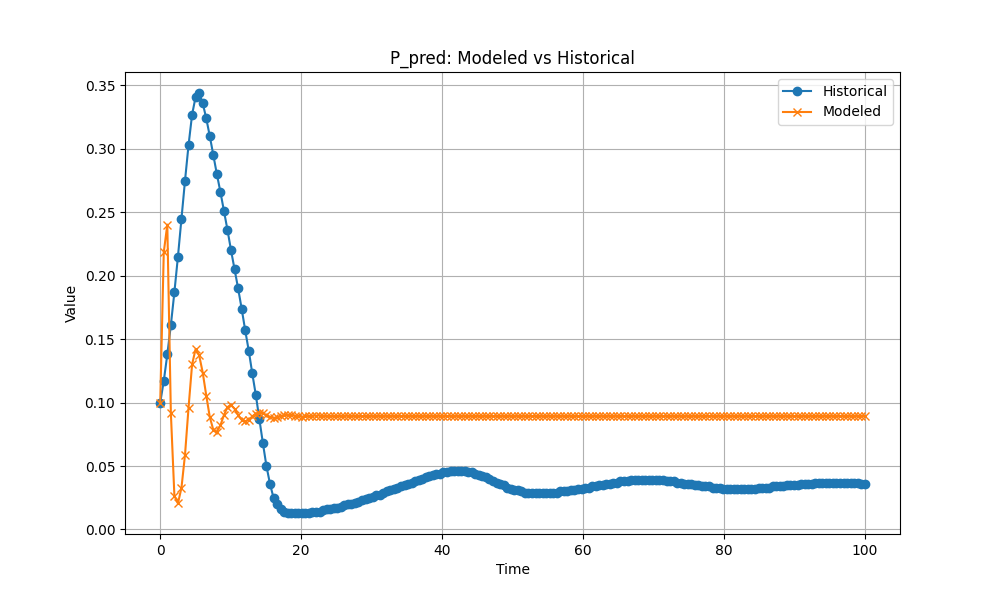 P_pred: Modeled vs Historical
Historical
Modeled
Value
0.35
0.30
0.25
0.20
0.15
0.10
0.05
0.00
0 20 40 60 80 100
Time